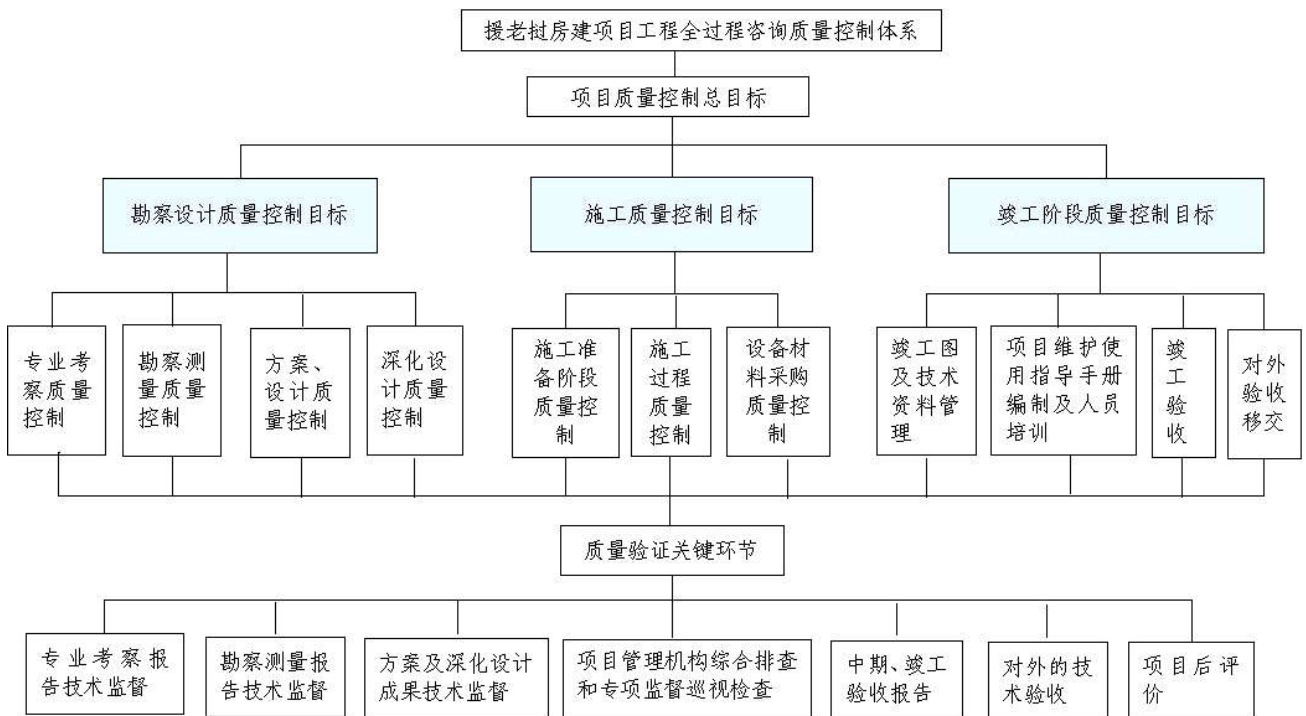 援老挝房建项目工程全过程咨询质量控制体系
项目质量控制总目标
勘察设计质量控制目标
施工质量控制目标
竣工阶段质量控制目标
专业考
察质量
控制
勘察测
量质量
控制
方案、
设计质
量控制
深化设
计质量
控制
施工准
备阶段
质量控
制
施工
过程
质量
控制
设备材
料采购
质量控
制
竣工图
及技术
资料管
理
项目维护使
用指导手册
编制及人员
培训
竣
工
验
收
对外
验收
移交
质量验证关键环节
专业考察报
告技术监督
勘察测量报
告技术监督
方案及深化设计
成果技术监督
项目管理机构综合排查
和专项监督巡视检查
中期、竣工
验收报告
对外的技
术验收
项目后评
价